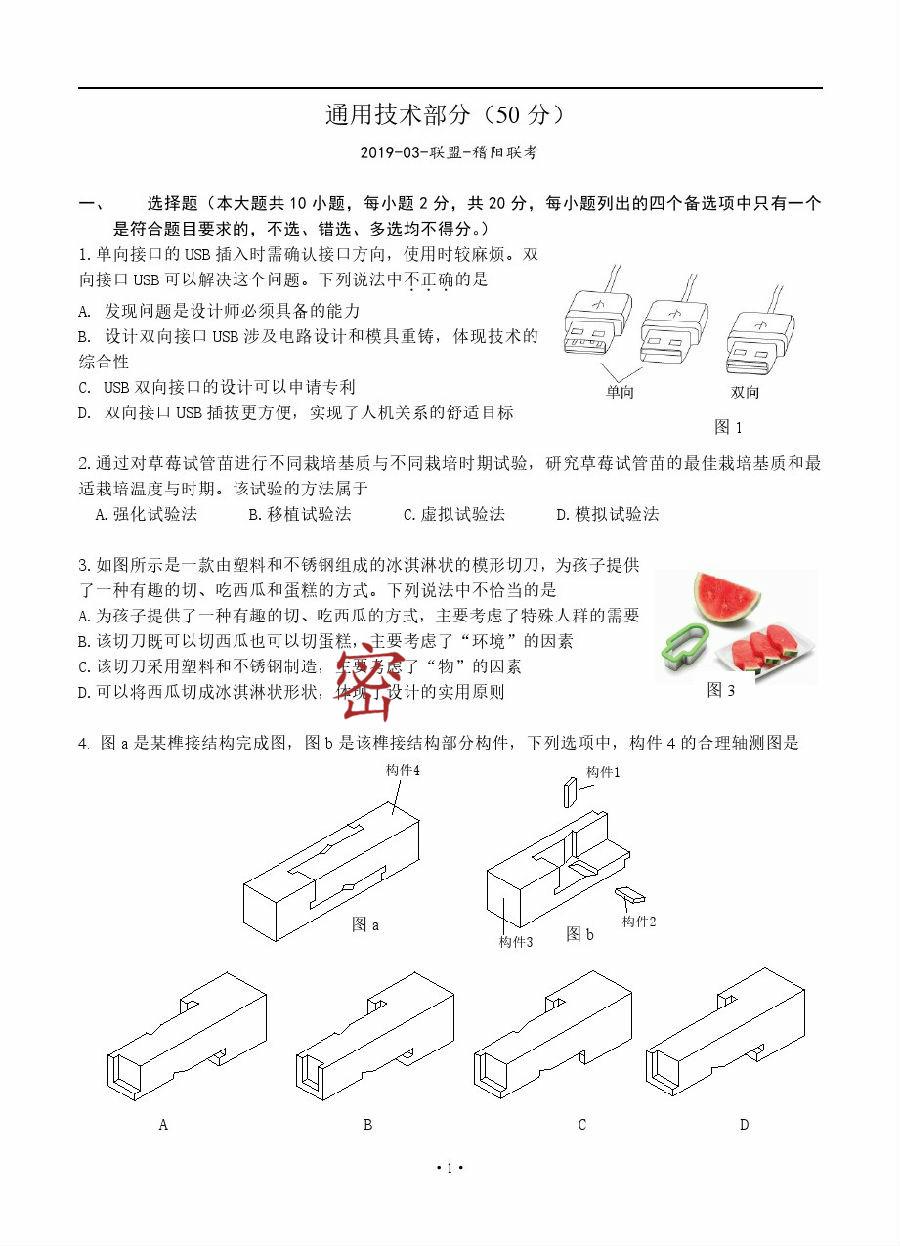 通用技术部分（50 分）
2019-03-联盟-稽阳联考
一、 选择题（本大题共 10 小题，每小题 2 分，共 20 分，每小题列出的四个备选项中只有一个
是符合题目要求的，不选、错选、多选均不得分。）
1.单向接口的 USB 插入时需确认接口方向，使用时较麻烦。双
向接口 USB 可以解决这个问题。下列说法中不正确的是
A. 发现问题是设计师必须具备的能力
B. 设计双向接口 USB 涉及电路设计和模具重铸，体现技术的
综合性
C. USB 双向接口的设计可以申请专利
D. 双向接口 USB 插拔更方便，实现了人机关系的舒适目标
单向
双向
图 1
2.通过对草莓试管苗进行不同栽培基质与不同栽培时期试验，研究草莓试管苗的最佳栽培基质和最
适栽培温度与时期。该试验的方法属于
A.强化试验法 B.移植试验法 C.虚拟试验法 D.模拟试验法
3.如图所示是一款由塑料和不锈钢组成的冰淇淋状的模形切刀，为孩子提供
了一种有趣的切、吃西瓜和蛋糕的方式。下列说法中不恰当的是
A.为孩子提供了一种有趣的切、吃西瓜的方式，主要考虑了特殊人群的需要
B.该切刀既可以切西瓜也可以切蛋糕，主要考虑了“环境”的因素
C.该切刀采用塑料和不锈钢制造，主要考虑了“物”的因素
D.可以将西瓜切成冰淇淋状形状，体现了设计的实用原则
密
图 3
4. 图 a 是某榫接结构完成图，图 b 是该榫接结构部分构件，下列选项中，构件 4 的合理轴测图是
构件4
构件1
图 a
构件3
图 b
构件2
A B C D
·1·